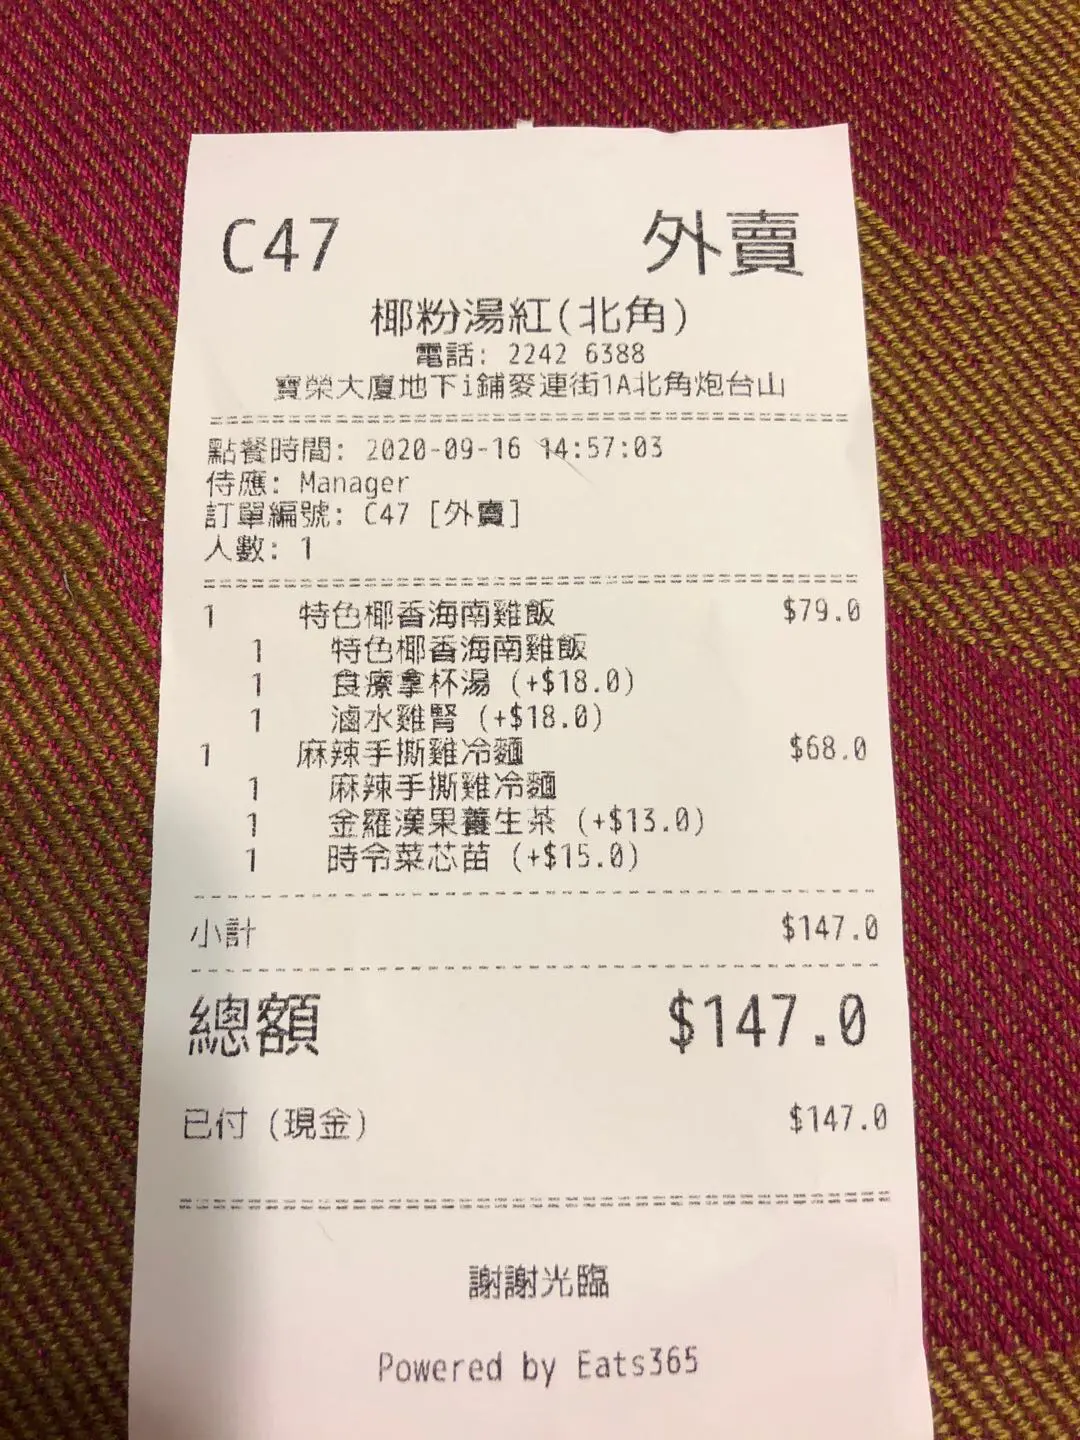 C47 外賣
椰粉湯紅(北角)
電話: 2242 6388
寶榮大廈地下i鋪麥連街1A北角炮台山
點餐時間: 2020-09-16 14:57:03
侍應: Manager
訂單編號: C47 [外賣]
人數: 1
1 特色椰香海南雞飯 $79.0
1 特色椰香海南雞飯
1 食療拿杯湯 (+$18.0)
1 滷水雞腎 (+$18.0)
1 麻辣手撕雞冷麵 $68.0
1 麻辣手撕雞冷麵
1 金羅漢果養生茶 (+$13.0)
1 時令菜芯苗 (+$15.0)
小計 $147.0
總額 $147.0
已付 (現金) $147.0
謝謝光臨
Powered by Eats365